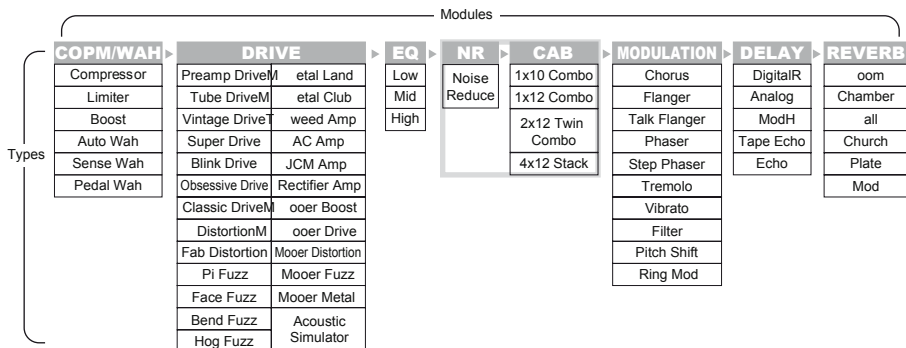 Modules
COPM/WAH
DRIVE
EQ
NR
CAB
MODULATION
DELAY
REVERB
Types
Compressor
Limiter
Boost
Auto Wah
Sense Wah
Pedal Wah
Preamp DriveM
Tube DriveM
Vintage DriveT
Super Drive
Blink Drive
Obsessive Drive
Classic DriveM
DistortionM
Fab Distortion
Pi Fuzz
Face Fuzz
Bend Fuzz
Hog Fuzz
etal Land
etal Club
weed Amp
AC Amp
JCM Amp
Rectifier Amp
ooer Boost
ooer Drive
Mooer Distortion
Mooer Fuzz
Mooer Metal
Acoustic
Simulator
Low
Mid
High
Noise
Reduce
1x10 Combo
1x12 Combo
2x12 Twin
Combo
4x12 Stack
Chorus
Flanger
Talk Flanger
Phaser
Step Phaser
Tremolo
Vibrato
Filter
Pitch Shift
Ring Mod
DigitalR
Analog
ModH
Tape Echo
Echo
oom
Chamber
all
Church
Plate
Mod